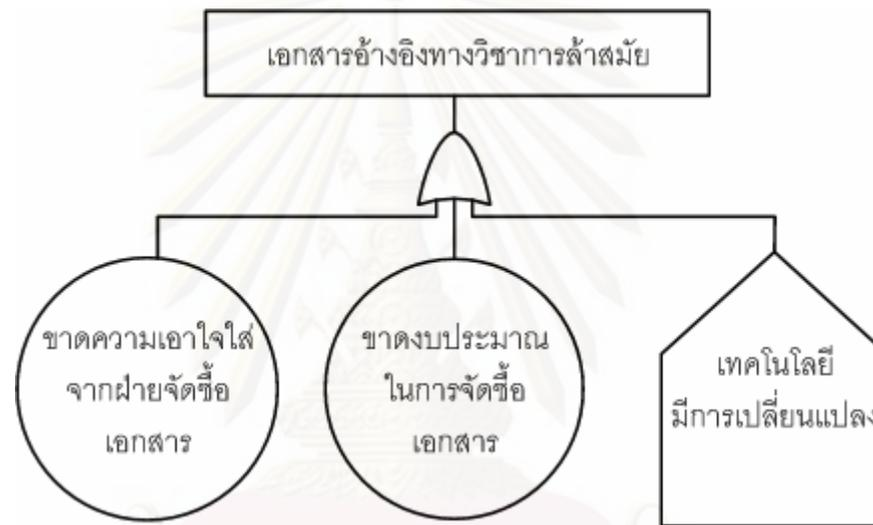 เอกสารอ้างอิงทางวิชาการล้าสมัย
ขาดความเอาใจใส่
จากฝ่ายจัดซื้อ
เอกสาร
ขาดงบประมาณ
ในการจัดซื้อ
เอกสาร
เทคโนโลยี
มีการเปลี่ยนแปลง